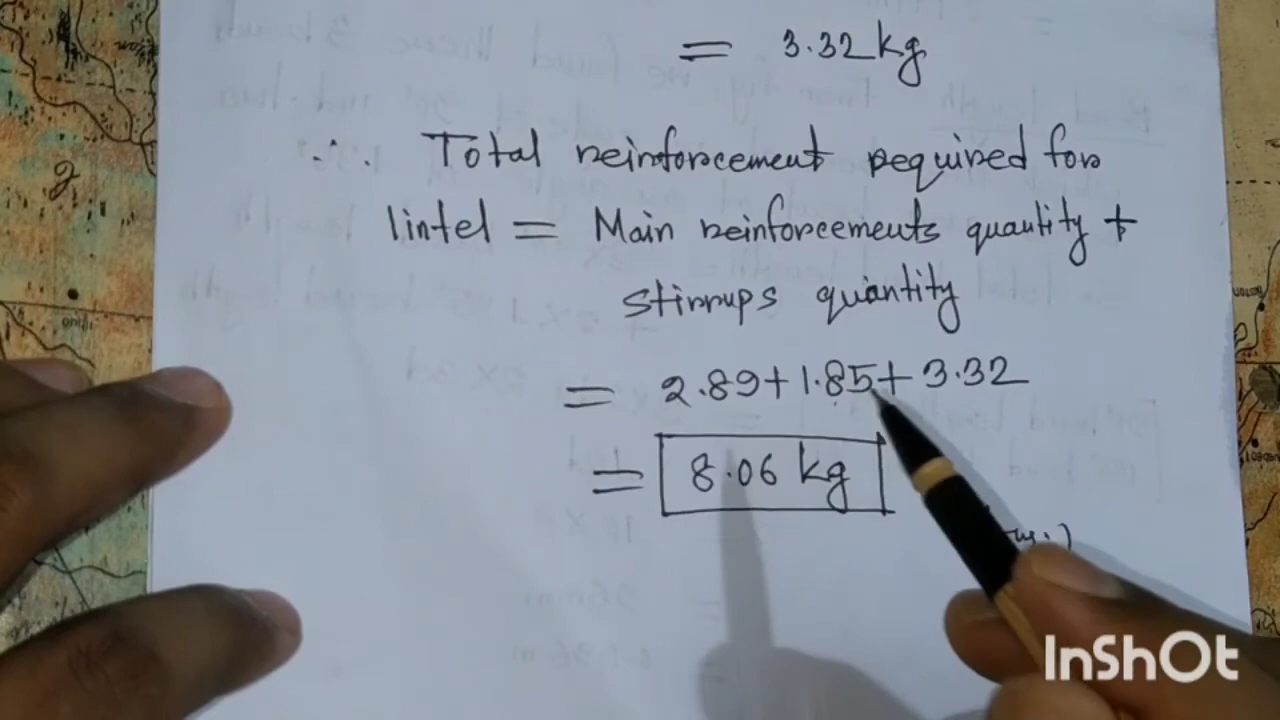 = 3.32 kg
∴ Total reinforcement required for
lintel = Main reinforcements quantity +
stirrups quantity
= 2.89 + 1.85 + 3.32
= 8.06 kg
2
InShOt